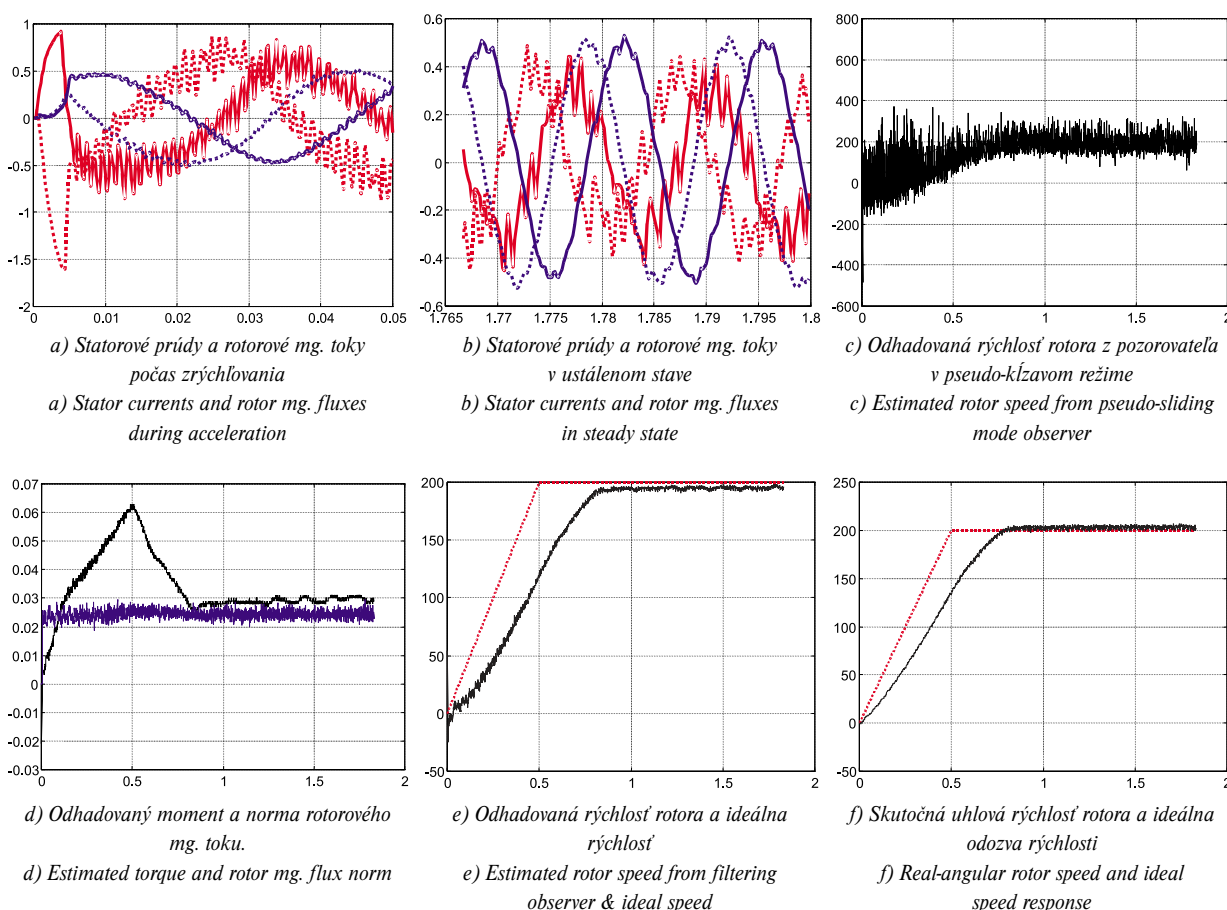 1
0.5
0
-0.5
-1
-1.5
-2
0 0.01 0.02 0.03 0.04 0.05
a) Statorové prúdy a rotorové mg. toky
počas zrýchľovania
a) Stator currents and rotor mg. fluxes
during acceleration
0.6
0.4
0.2
0
-0.2
-0.4
-0.6
1.765 1.77 1.775 1.78 1.785 1.79 1.795 1.8
b) Statorové prúdy a rotorové mg. toky
v ustálenom stave
b) Stator currents and rotor mg. fluxes
in steady state
800
600
400
200
0
-200
-400
600
0 0.5 1 1.5 2
c) Odhadovaná rýchlosť rotora z pozorovateľa
v pseudo-kĺzavom režime
c) Estimated rotor speed from pseudo-sliding
mode observer
0.07
0.06
0.05
0.04
0.03
0.02
0
-0.01
-0.02
-0.03
0 0.5 1 1.5 2
d) Odhadovaný moment a norma rotorového
mg. toku.
d) Estimated torque and rotor mg. flux norm
200
150
100
50
0
-50
0 0.5 1 1.5 2
e) Odhadovaná rýchlosť rotora a ideálna
rýchlosť
e) Estimated rotor speed from filtering
observer & ideal speed
250
200
150
100
50
0
-50
0 0.5 1 1.5 2
f) Skutočná uhlová rýchlosť rotora a ideálna
odozva rýchlosti
f) Real-angular rotor speed and ideal
speed response